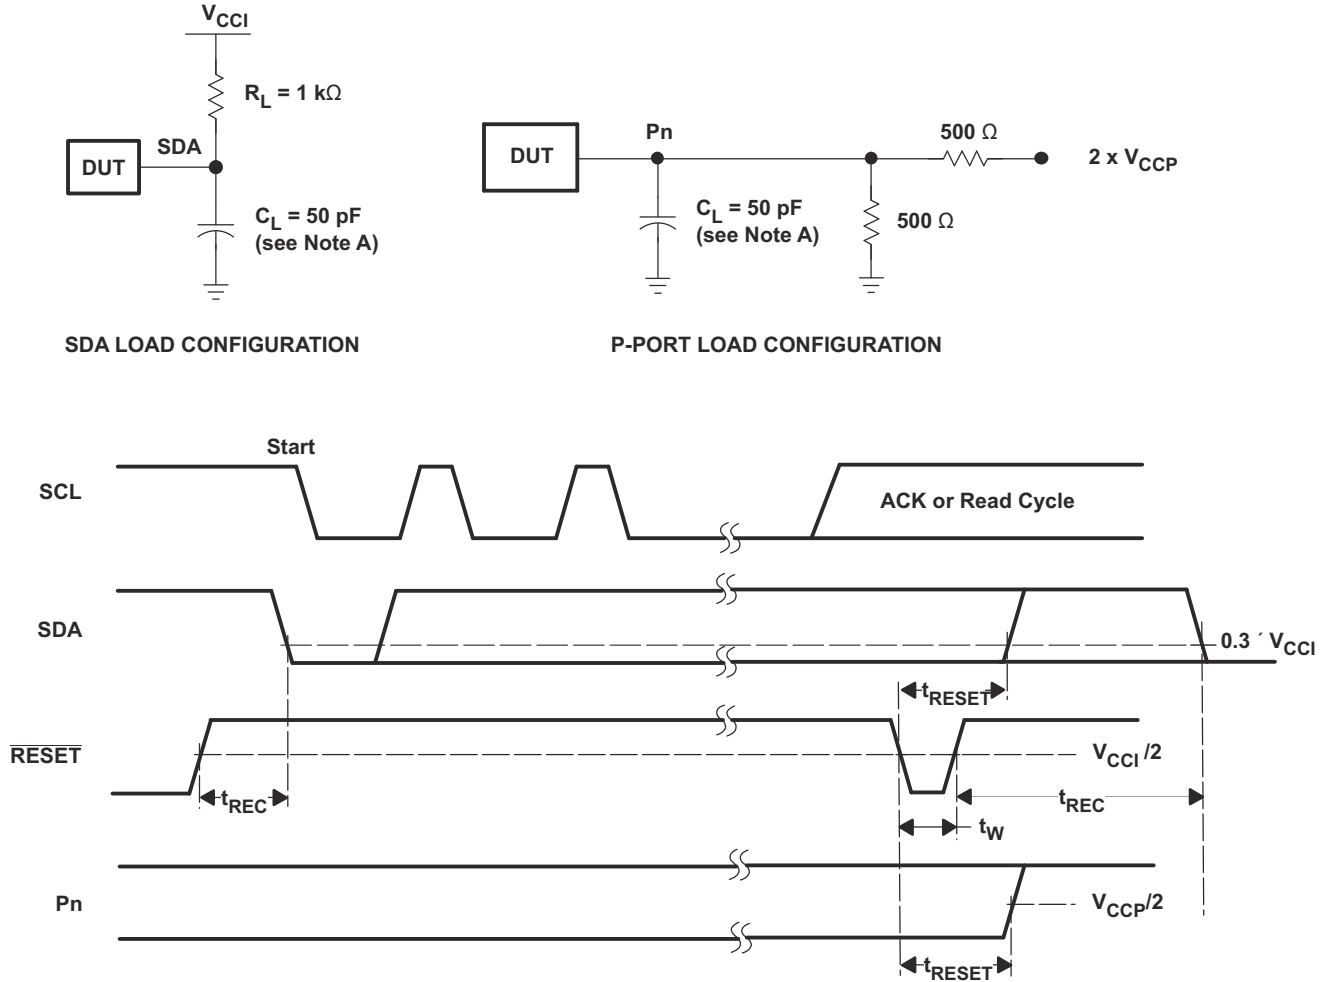 VCCI
RL = 1 kΩ
SDA
DUT
CL = 50 pF
(see Note A)
SDA LOAD CONFIGURATION
DUT
Pn
500 Ω
2 x VCCP
CL = 50 pF
(see Note A)
500 Ω
P-PORT LOAD CONFIGURATION
Start
SCL
ACK or Read Cycle
SDA
0.3 ´ VCCI
tRESET
RESET
VCCI /2
tREC
tREC
tW
Pn
VCCP/2
tRESET